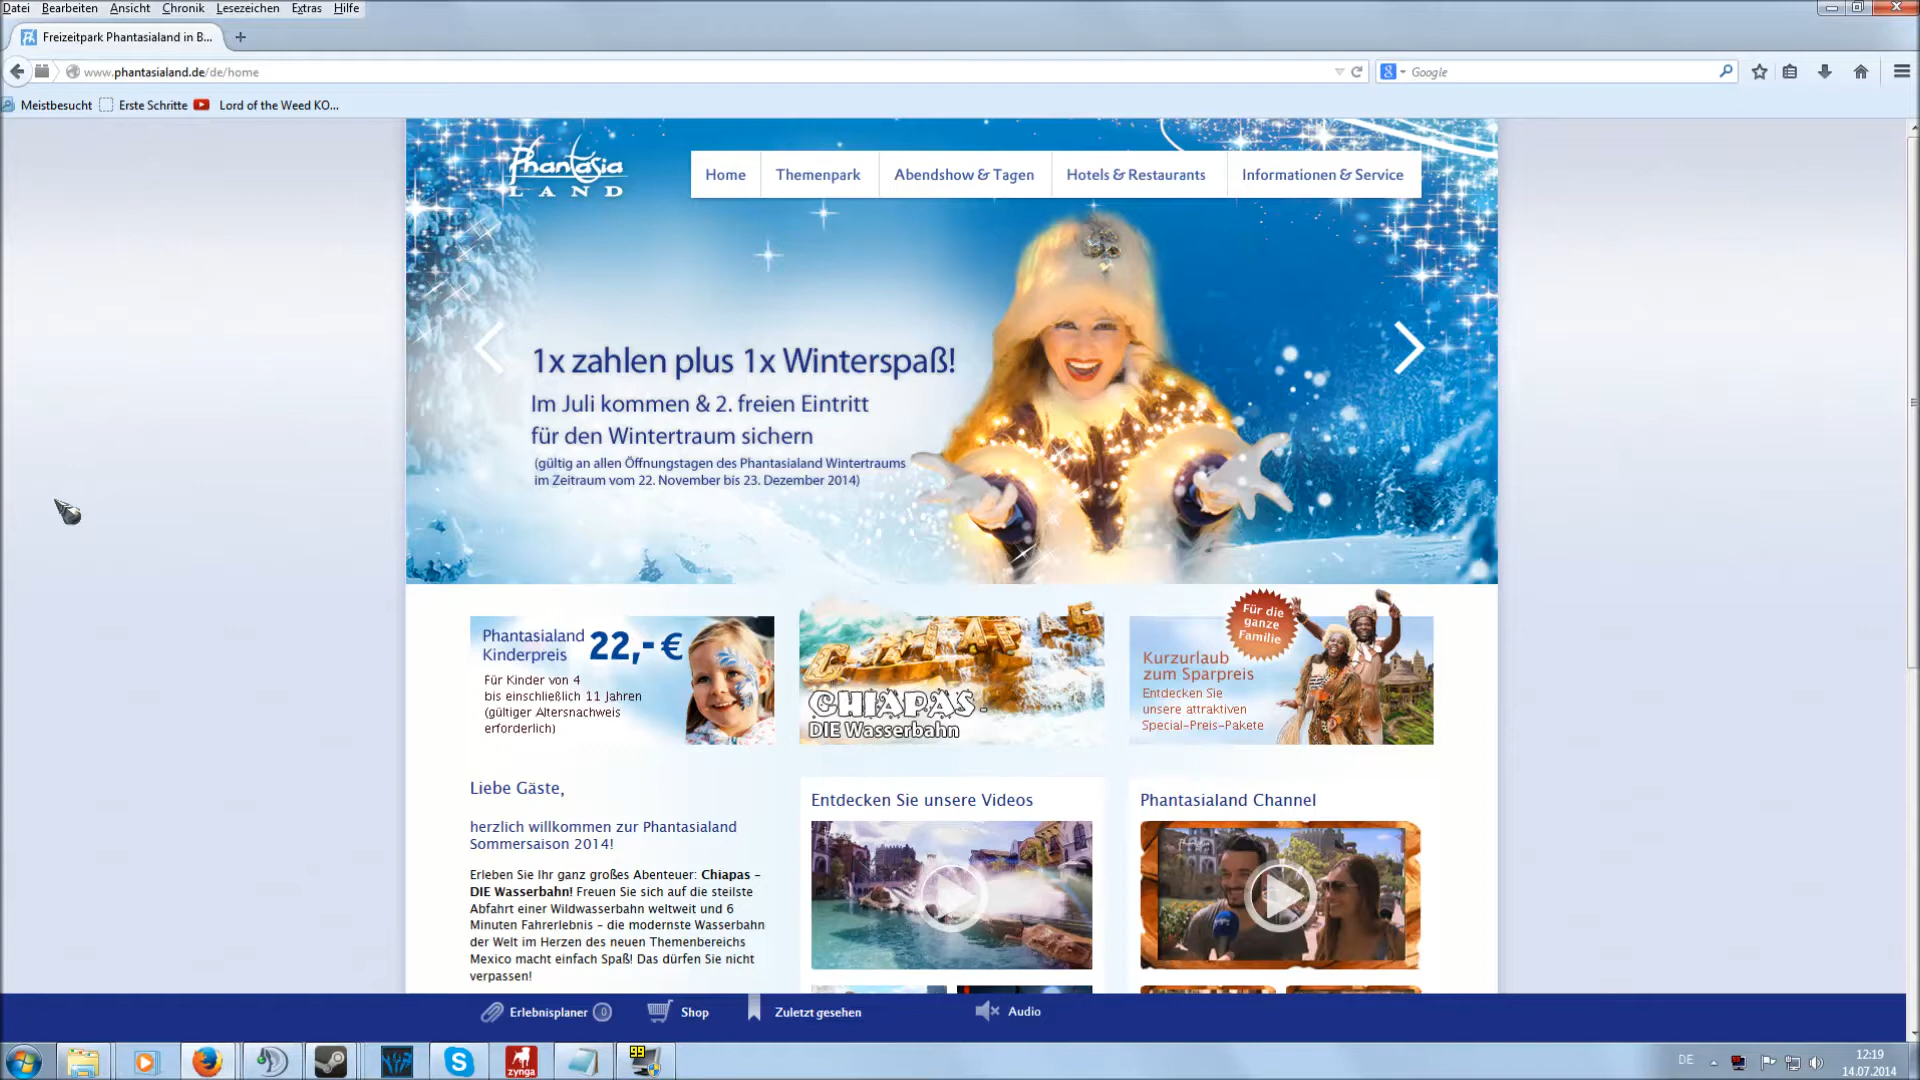 Datei Bearbeiten Ansicht Chronik Lesezeichen Extras Hilfe
Freizeitpark Phantasialand in B...
www.phantasialand.de/de/home
Google
Meistbesucht Erste Schritte Lord of the Weed KO...
Phantasia
LAND
Home Themenpark Abendshow & Tagen Hotels & Restaurants Informationen & Service
1x zahlen plus 1x Winterspaß!
Im Juli kommen & 2. freien Eintritt
für den Wintertraum sichern
(gültig an allen Öffnungstagen des Phantasialand Wintertraums
im Zeitraum vom 22. November bis 23. Dezember 2014)
Phantasialand
Kinderpreis
22,- €
Für Kinder von 4
bis einschließlich 11 Jahren
(gültiger Altersnachweis
erforderlich)
CHIAPAS
CHIAPAS -
DIE Wasserbahn
Für die
ganze
Familie
Kurzurlaub
zum Sparpreis
Entdecken Sie
unsere attraktiven
Special-Preis-Pakete
Liebe Gäste,
herzlich willkommen zur Phantasialand
Sommersaison 2014!
Erleben Sie Ihr ganz großes Abenteuer: Chiapas –
DIE Wasserbahn! Freuen Sie sich auf die steilste
Abfahrt einer Wildwasserbahn weltweit und 6
Minuten Fahrerlebnis – die modernste Wasserbahn
der Welt im Herzen des neuen Themenbereichs
Mexico macht einfach Spaß! Das dürfen Sie nicht
verpassen!
Entdecken Sie unsere Videos
Phantasialand Channel
Erlebnisplaner 0 Shop Zuletzt gesehen Audio
zynga
99
DE
12:19
14.07.2014